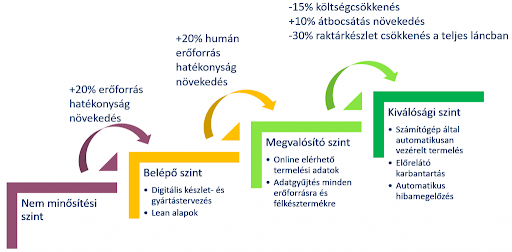 -15% költségcsökkenés
+10% átbocsátás növekedés
-30% raktárkészlet csökkenés a teljes láncban
+20% humán
erőforrás
hatékonyság
növekedés
+20% erőforrás
hatékonyság
növekedés
Nem minősítési
szint
Belépő szint
• Digitális készlet- és
gyártástervezés
• Lean alapok
Megvalósító szint
• Online elérhető
termelési adatok
• Adatgyűjtés minden
erőforrásra és
félkésztermékre
Kiválósági szint
• Számítógép által
automatikusan
vezérelt termelés
• Előrelátó
karbantartás
• Automatikus
hibamegelőzés